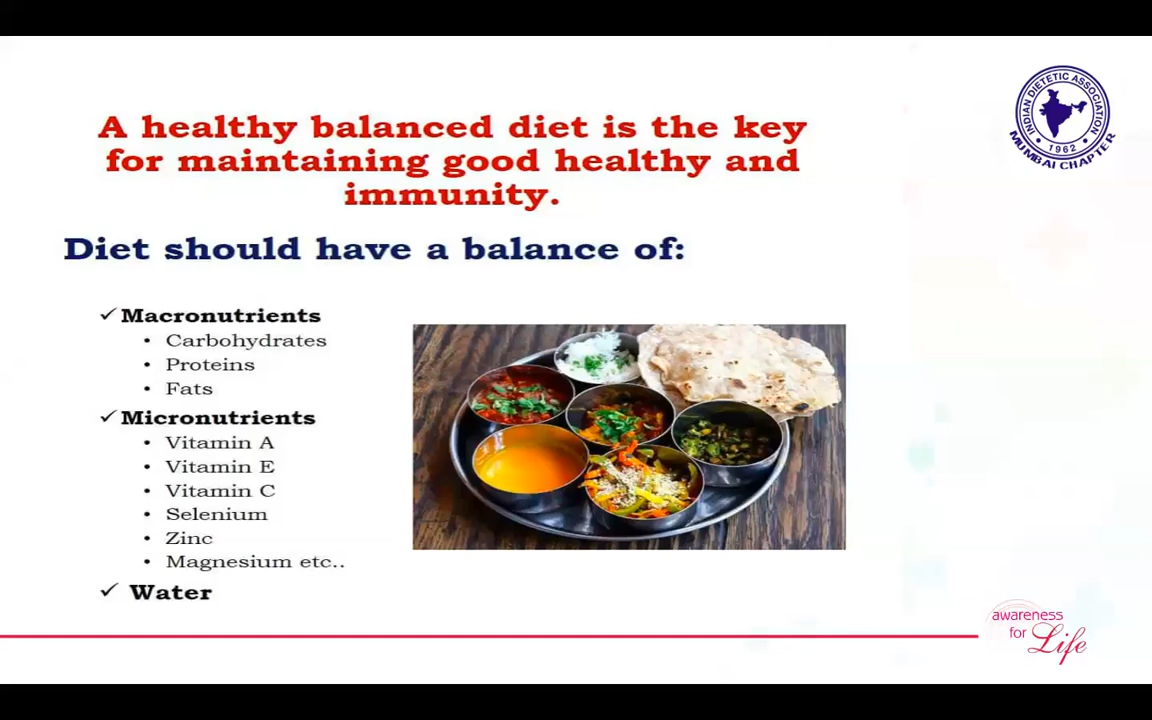 A healthy balanced diet is the key
for maintaining good healthy and
immunity.
Diet should have a balance of:
✓ Macronutrients
• Carbohydrates
• Proteins
• Fats
✓ Micronutrients
• Vitamin A
• Vitamin E
• Vitamin C
• Selenium
• Zinc
• Magnesium etc..
✓ Water
INDIAN DIETETIC ASSOCIATION
1962
MUMBAI CHAPTER
awareness
for
Life